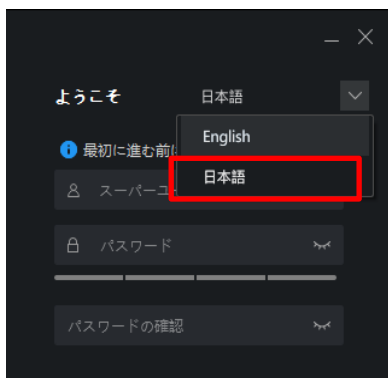 ようこそ 日本語
English
最初に進む前に
日本語
スーパーユー
パスワード
パスワードの確認